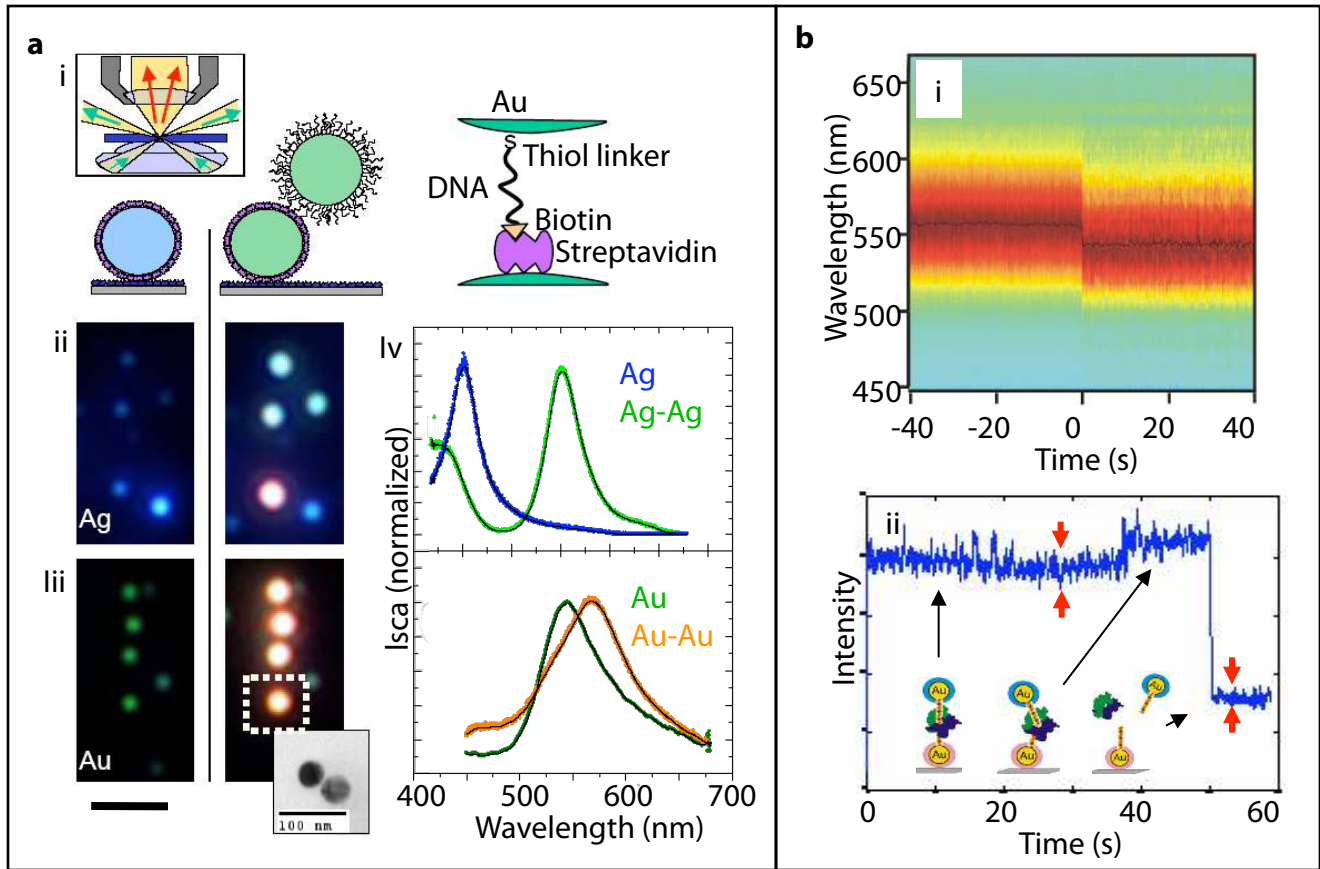 a
i
Au
S
Thiol linker
DNA
Biotin
Streptavidin
ii
Ag
Iii
Au
100 nm
Iv
Ag
Ag-Ag
Au
Au-Au
Isca (normalized)
400 500 600 700
Wavelength (nm)
b
i
650
600
550
500
450
Wavelength (nm)
-40 -20 0 20 40
Time (s)
ii
Intensity
Au
Au
Au
Au
Au
Au
0 20 40 60
Time (s)